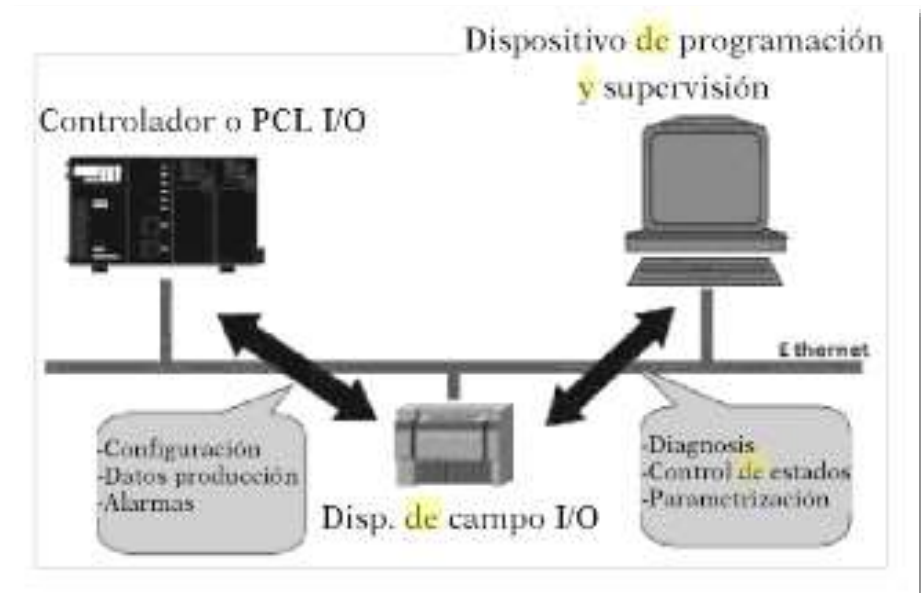 Dispositivo de programación
y supervisión
Controlador o PCL I/O
Ethernet
-Configuración
-Datos producción
-Alarmas
-Diagnosis
-Control de estados
-Parametrización
Disp. de campo I/O